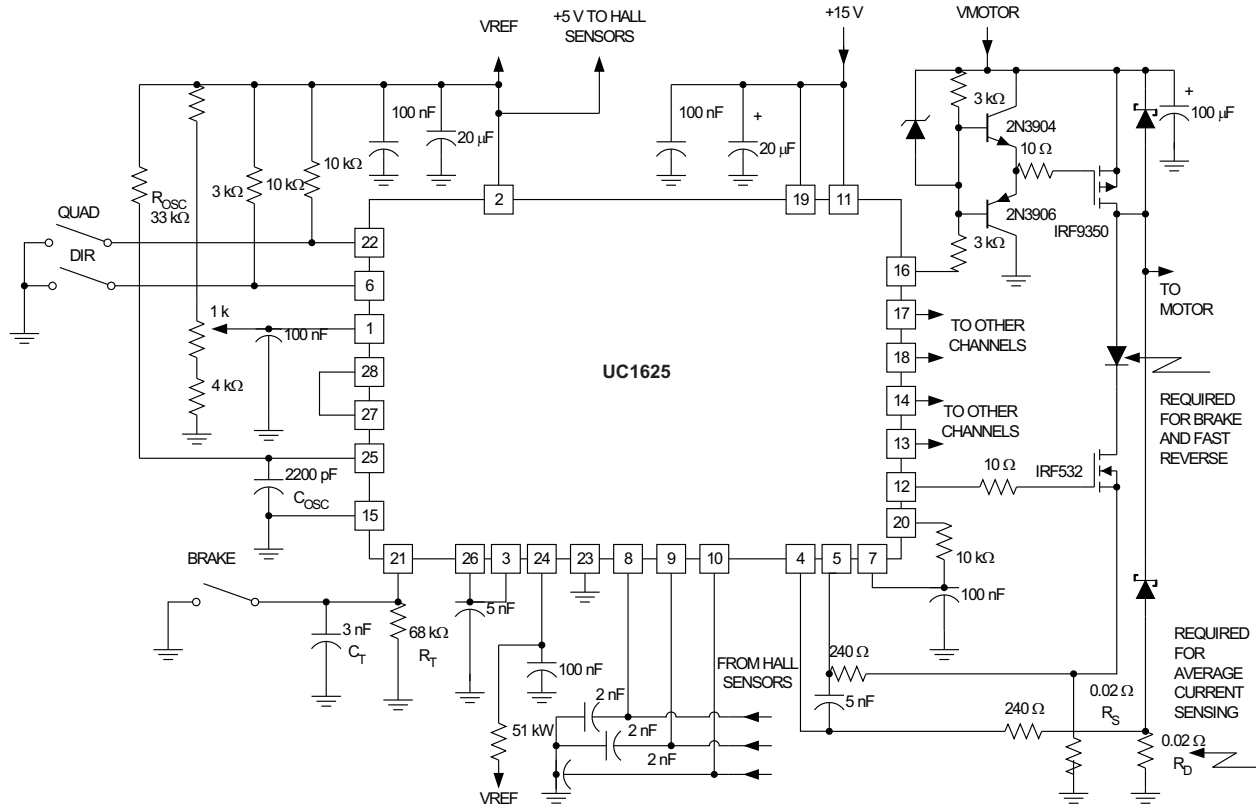 +5 V TO HALL
SENSORS
VREF
+15 V
VMOTOR
100 nF
20 µF
+
100 nF
+
20 µF
3 kΩ
2N3904
10 Ω
+
100 µF
ROSC
33 kΩ
3 kΩ
10 kΩ
10 kΩ
2
19
11
2N3906
IRF9350
3 kΩ
QUAD
22
DIR
6
16
TO
MOTOR
1 k
100 nF
1
17
TO OTHER
CHANNELS
18
28
UC1625
4 kΩ
27
14
TO OTHER
CHANNELS
13
REQUIRED
FOR BRAKE
AND FAST
REVERSE
25
2200 pF
COSC
12
10 Ω
IRF532
15
20
10 kΩ
BRAKE
21
26
3
24
23
8
9
10
4
5
7
100 nF
3 nF
CT
68 kΩ
RT
5 nF
100 nF
FROM HALL
SENSORS
240 Ω
5 nF
0.02 Ω
RS
240 Ω
REQUIRED
FOR
AVERAGE
CURRENT
SENSING
0.02 Ω
RD
51 kW
2 nF
2 nF
2 nF
VREF